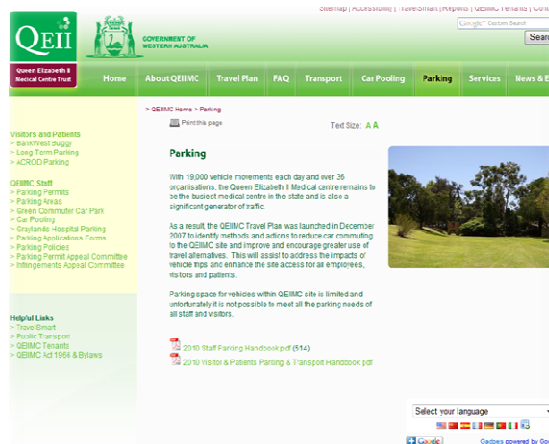 Sitemap | Accessibility | TravelSmart | Reports | QEIIMC Tenants |
Google Custom Search
QEII
GOVERNMENT OF
WESTERN AUSTRALIA
Queen Elizabeth II
Medical Centre Trust
Home About QEIIMC Travel Plan FAQ Transport Car Pooling Parking Services News &
> QEIIMC Home > Parking
Print this page
Text Size: A A
Visitors and Patients
> Bank West Buggy
> Long Term Parking
> ACROD Parking
QEIIMC Staff
> Parking Permits
> Parking Areas
> Green Commuter Car Park
> Car Pooling
> Graylands Hospital Parking
> Parking Applications Forms
> Parking Policies
> Parking Permit Appeal Committee
> Infringements Appeal Committee
Helpful Links
> TravelSmart
> Public Transport
> QEIIMC Tenants
> QEIIMC Act 1966 & Bylaws
Parking
With 19,000 vehicle movements each day and over 36
organisations, the Queen Elizabeth II Medical centre remains to
be the busiest medical centre in the state and is also a
significant generator of traffic.
As a result, the QEIIMC Travel Plan was launched in December
2007 to identify methods and actions to reduce car commuting
to the QEIIMC site and improve and encourage greater use of
travel alternatives. This will assist to address the impacts of
vehicle trips and enhance the site access for all employees,
visitors and patients.
Parking space for vehicles within QEIIMC site is limited and
unfortunately it is not possible to meet all the parking needs of
all staff and visitors.
2010 Staff Parking Handbook.pdf (514)
2010 Visitor & Patients Parking & Transport Handbook.pdf
Select your language
Google
Gadgets powered by